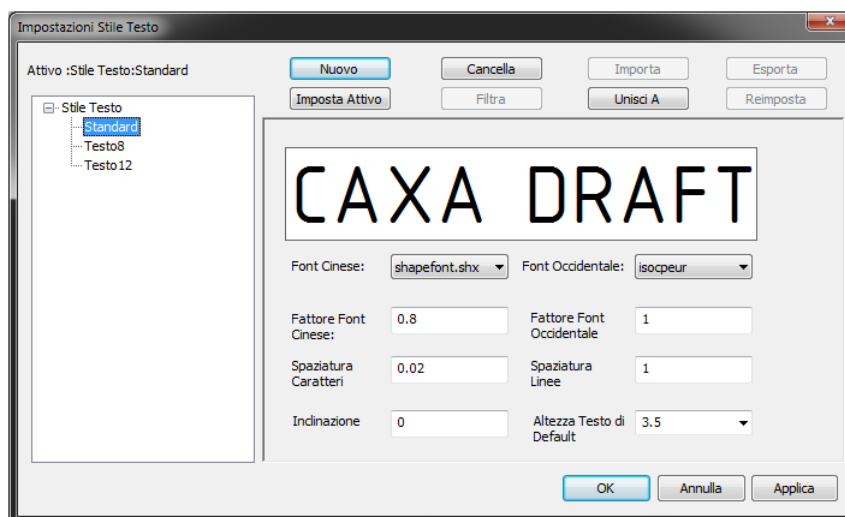 Impostazioni Stile Testo
Attivo :Stile Testo:Standard
Nuovo Cancella Importa Esporta
Imposta Attivo Filtra Unisci A Reimposta
Stile Testo
Standard
Testo8
Testo12
CAXA DRAFT
Font Cinese: shapefont.shx Font Occidentale: isocpeur
Fattore Font Cinese: 0.8 Fattore Font Occidentale 1
Spaziatura Caratteri 0.02 Spaziatura Linee 1
Inclinazione 0 Altezza Testo di Default 3.5
OK Annulla Applica